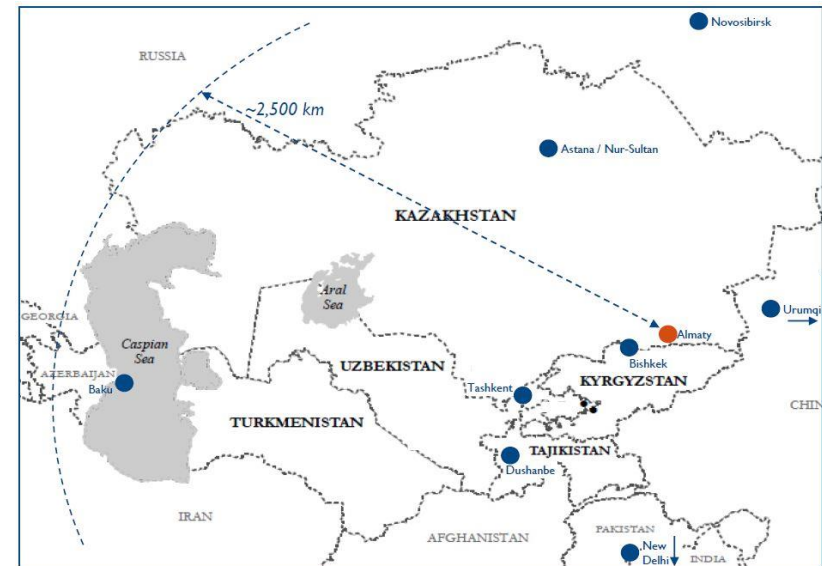 Novosibirsk
RUSSIA
~2,500 km
Astana / Nur-Sultan
KAZAKHSTAN
Aral
Sea
Urumqi
GEORGIA
Almaty
Caspian
Sea
Bishkek
UZBEKISTAN
AZERBAIJAN
KYRGYZSTAN
Baku
Tashkent
CHIN
TURKMENISTAN
TAJIKISTAN
Dushanbe
IRAN
PAKISTAN
AFGHANISTAN
New
Delhi
INDIA